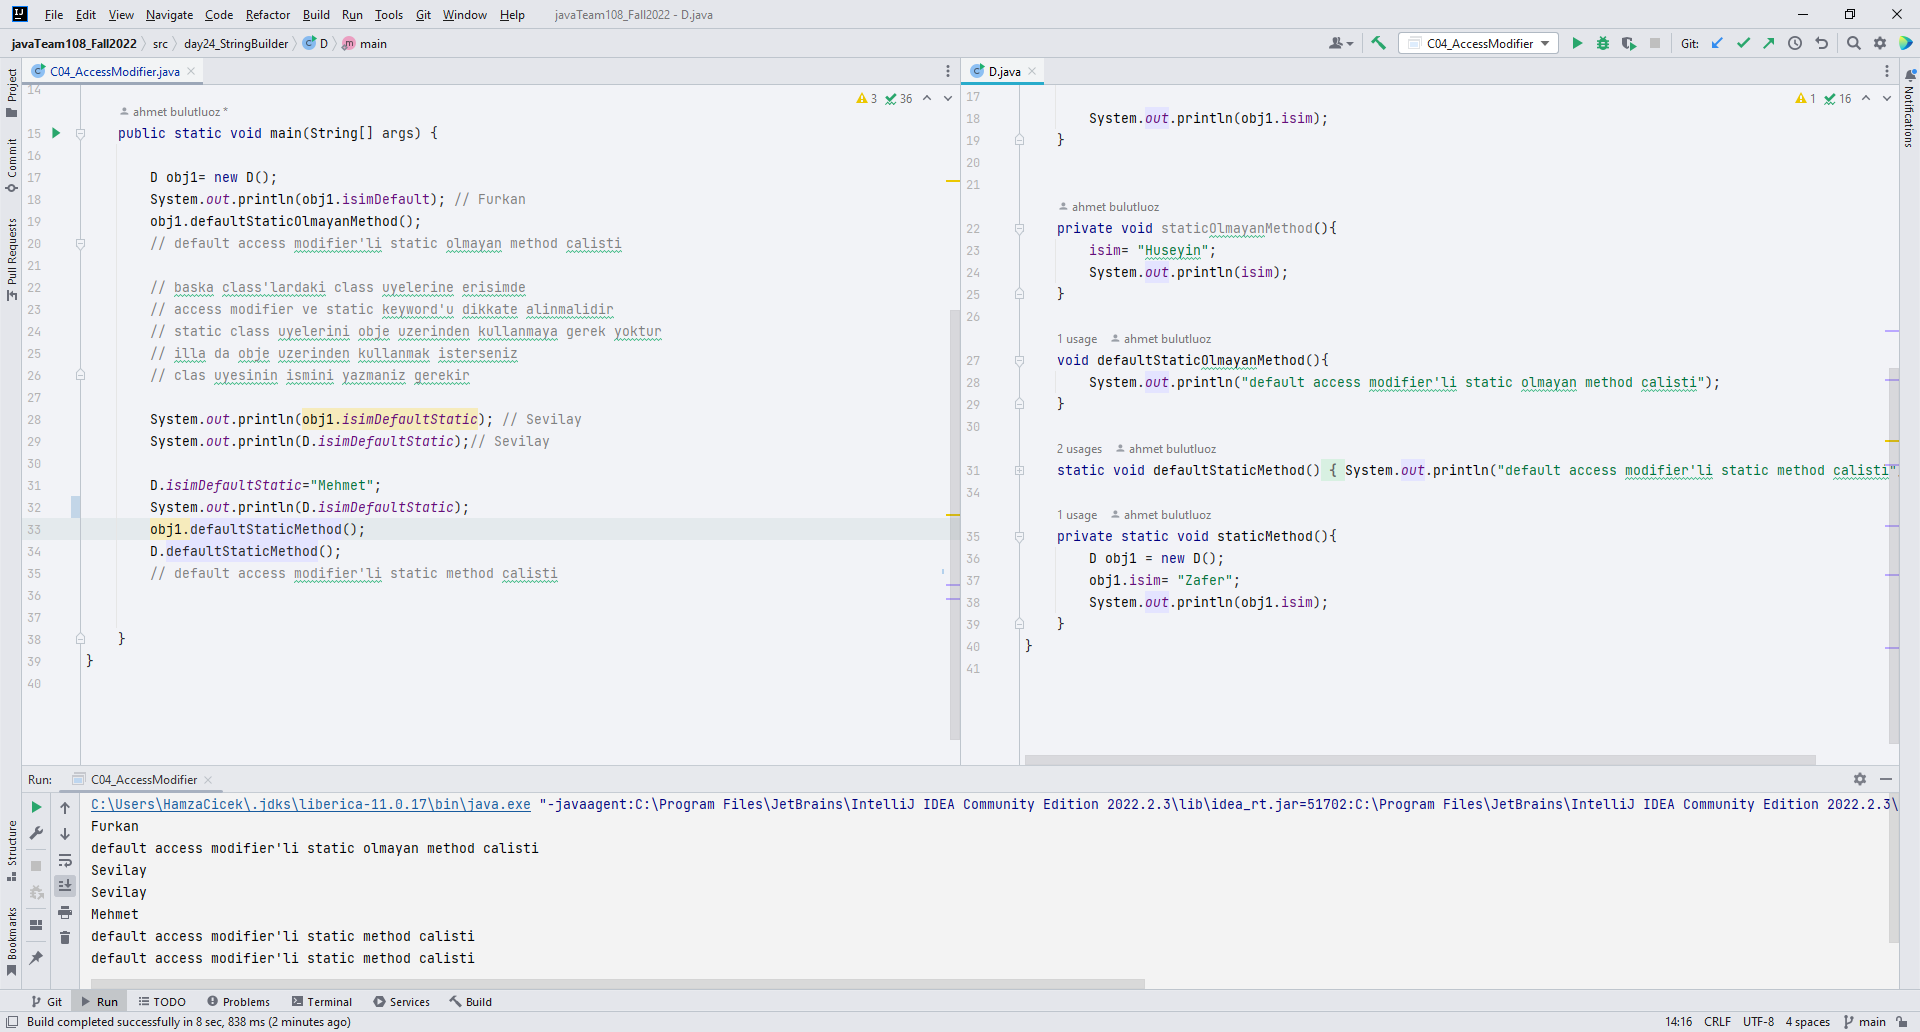 File Edit View Navigate Code Refactor Build Run Tools Git Window Help javaTeam108_Fall2022 - D.java
javaTeam108_Fall2022 src day24_StringBuilder D main C04_AccessModifier Git:
C04_AccessModifier.java
14
ahmet bulutluoz *
3 36
15 public static void main(String[] args) {
16
17 D obj1= new D();
18 System.out.println(obj1.isimDefault); // Furkan
19 obj1.defaultStaticOlmayanMethod();
20 // default access modifier'li static olmayan method calisti
21
22 // baska class'lardaki class uyelerine erisimde
23 // access modifier ve static keyword'u dikkate alinmalidir
24 // static class uyelerini obje uzerinden kullanmaya gerek yoktur
25 // illa da obje uzerinden kullanmak isterseniz
26 // clas uyesinin ismini yazmaniz gerekir
27
28 System.out.println(obj1.isimDefaultStatic); // Sevilay
29 System.out.println(D.isimDefaultStatic);// Sevilay
30
31 D.isimDefaultStatic="Mehmet";
32 System.out.println(D.isimDefaultStatic);
33 obj1.defaultStaticMethod();
34 D.defaultStaticMethod();
35 // default access modifier'li static method calisti
36
37
38 }
39 }
40
D.java
1 16
17
18 System.out.println(obj1.isim);
19 }
20
21
ahmet bulutluoz
22 private void staticOlmayanMethod(){
23 isim= "Huseyin";
24 System.out.println(isim);
25 }
26
1 usage ahmet bulutluoz
27 void defaultStaticOlmayanMethod(){
28 System.out.println("default access modifier'li static olmayan method calisti");
29 }
30
2 usages ahmet bulutluoz
31 static void defaultStaticMethod() { System.out.println("default access modifier'li static method calisti"
34
1 usage ahmet bulutluoz
35 private static void staticMethod(){
36 D obj1 = new D();
37 obj1.isim= "Zafer";
38 System.out.println(obj1.isim);
39 }
40 }
41
Project
Commit
Pull Requests
Structure
Bookmarks
Notifications
Run: C04_AccessModifier
C:\Users\HamzaCicek\.jdks\liberica-11.0.17\bin\java.exe "-javaagent:C:\Program Files\JetBrains\IntelliJ IDEA Community Edition 2022.2.3\lib\idea_rt.jar=51702:C:\Program Files\JetBrains\IntelliJ IDEA Community Edition 2022.2.3\
Furkan
default access modifier'li static olmayan method calisti
Sevilay
Sevilay
Mehmet
default access modifier'li static method calisti
default access modifier'li static method calisti
Git Run TODO Problems Terminal Services Build
Build completed successfully in 8 sec, 838 ms (2 minutes ago) 14:16 CRLF UTF-8 4 spaces main